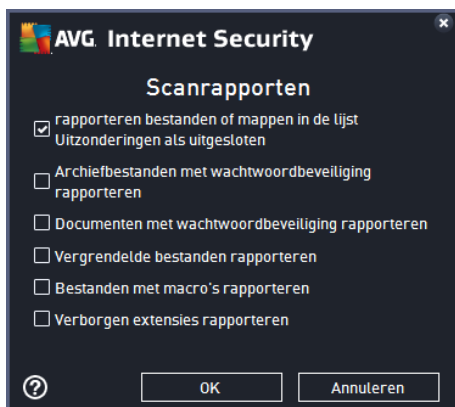 AVG. Internet Security
Scanrapporten
rapporteren bestanden of mappen in de lijst
Uitzonderingen als uitgesloten
Archiefbestanden met wachtwoordbeveiliging
rapporteren
Documenten met wachtwoordbeveiliging rapporteren
Vergrendelde bestanden rapporteren
Bestanden met macro's rapporteren
Verborgen extensies rapporteren
? OK Annuleren